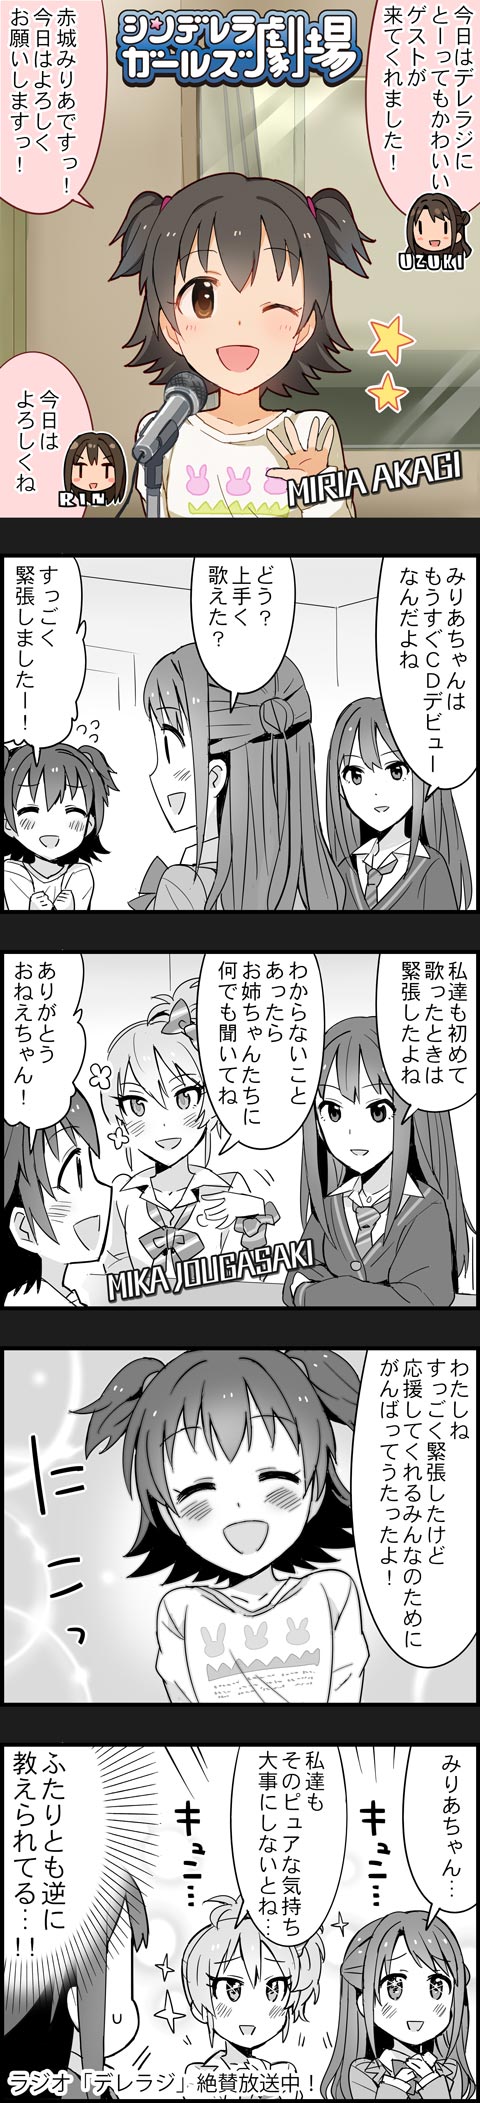 シンデレラ
ガールズ劇場
今日はデレラジに
とーってもかわいい
ゲストが
来てくれました！
UZUKI
赤城みりあですっ！
今日はよろしく
お願いしますっ！
今日は
よろしくね
RIN
MIRIA AKAGI
みりあちゃんは
もうすぐCDデビュー
なんだよね
どう？
上手く
歌えた？
すっごく
緊張しましたー！
私達も初めて
歌ったときは
緊張したよね
わからないこと
あったら
お姉ちゃんたちに
何でも聞いてね
ありがとう
おねえちゃん！
MIKA JOUGASAKI
わたしね
すっごく緊張したけど
応援してくれるみんなのために
がんばってうたったよ！
にこっ
みりあちゃん…
キュン…
私達も
そのピュアな気持ち
大事にしないとね…
キュン…
ふたりとも逆に
教えられてる…!!
ラジオ「デレラジ」絶賛放送中！